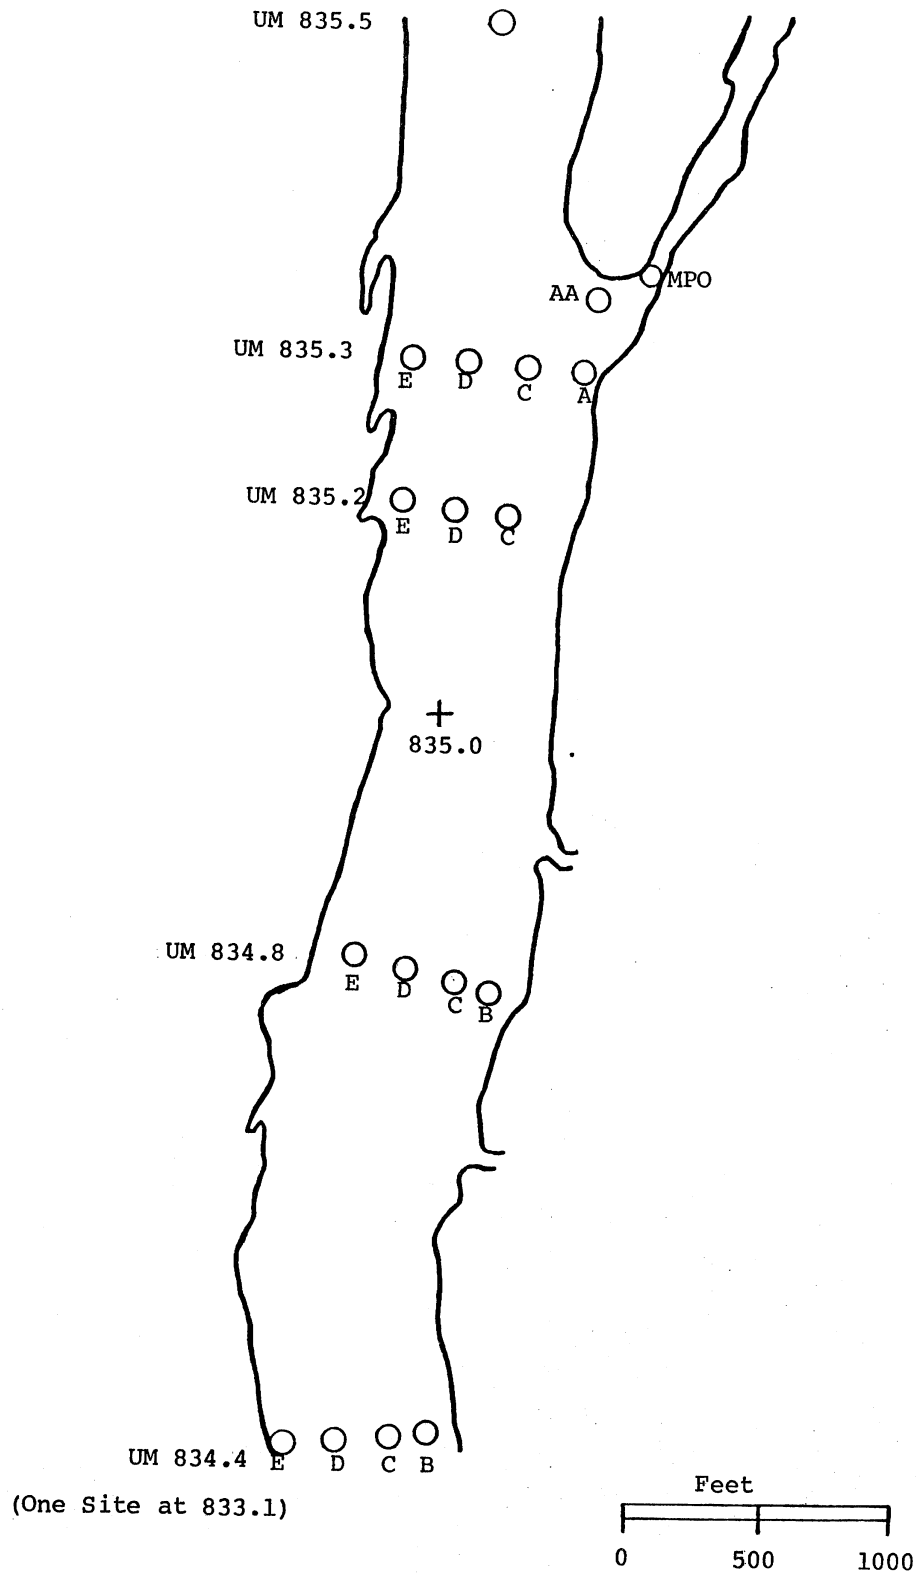 UM 835.5
MPO
AA
UM 835.3
E D C A
UM 835.2
E D C
835.0
UM 834.8
E D C B
UM 834.4 E D C B
(One Site at 833.1)
Feet
0 500 1000